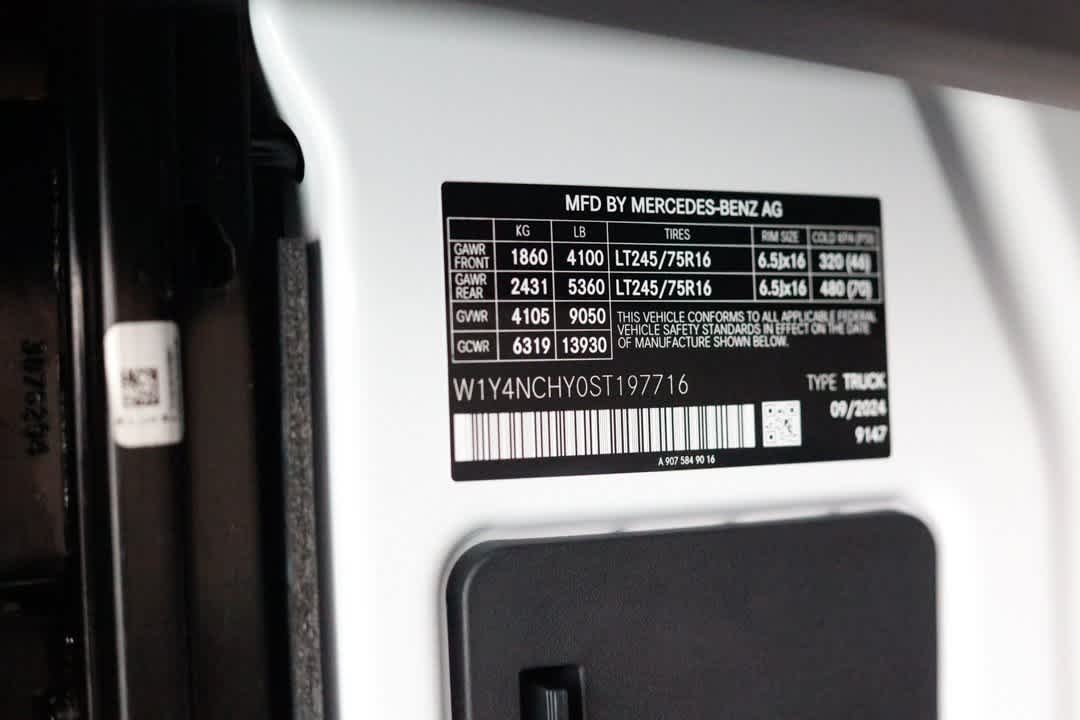 MFD BY MERCEDES-BENZ AG
KG LB TIRES RIM SIZE COLD KPA (PSI)
GAWR FRONT 1860 4100 LT245/75R16 6.5Jx16 320 (46)
GAWR REAR 2431 5360 LT245/75R16 6.5Jx16 480 (70)
GVWR 4105 9050
GCWR 6319 13930
THIS VEHICLE CONFORMS TO ALL APPLICABLE FEDERAL
VEHICLE SAFETY STANDARDS IN EFFECT ON THE DATE
OF MANUFACTURE SHOWN BELOW.
W1Y4NCHY0ST197716
TYPE TRUCK
09/2024
9147
A 907 584 90 16